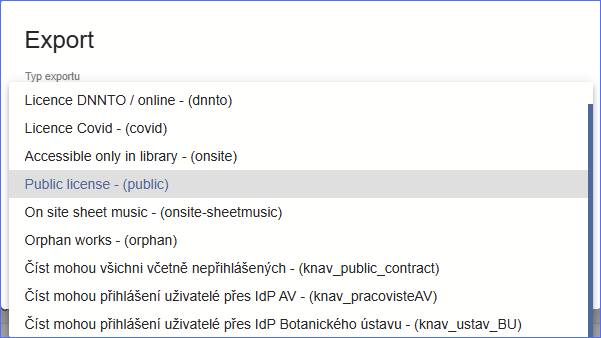 Export
Typ exportu
Licence DNNTO / online - (dnnto)
Licence Covid - (covid)
Accessible only in library - (onsite)
Public license - (public)
On site sheet music - (onsite-sheetmusic)
Orphan works - (orphan)
Číst mohou všichni včetně nepřihlášených - (knav_public_contract)
Číst mohou přihlášení uživatelé přes IdP AV - (knav_pracovisteAV)
Číst mohou přihlášení uživatelé přes IdP Botanického ústavu - (knav_ustav_BU)